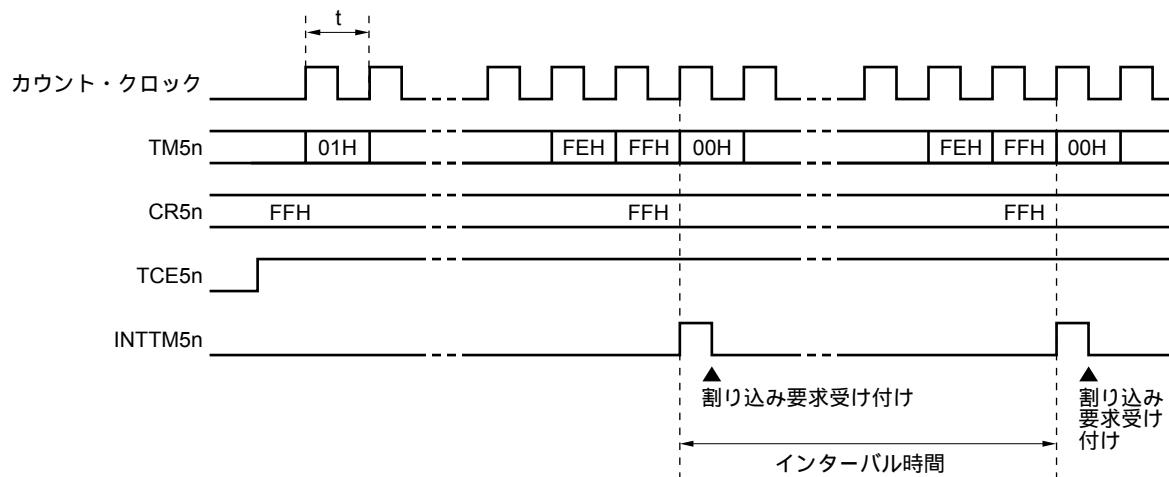 t
カウント・クロック
TM5n
01H
FEH
FFH
00H
FEH
FFH
00H
CR5n
FFH
FFH
FFH
TCE5n
INTTM5n
割り込み要求受け付け
割り込み
要求受け
付け
インターバル時間